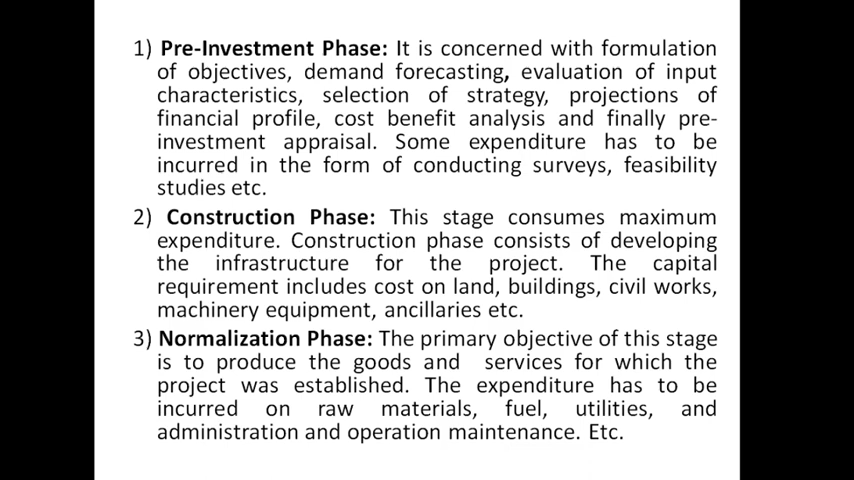 1) Pre-Investment Phase: It is concerned with formulation
of objectives, demand forecasting, evaluation of input
characteristics, selection of strategy, projections of
financial profile, cost benefit analysis and finally pre-
investment appraisal. Some expenditure has to be
incurred in the form of conducting surveys, feasibility
studies etc.
2) Construction Phase: This stage consumes maximum
expenditure. Construction phase consists of developing
the infrastructure for the project. The capital
requirement includes cost on land, buildings, civil works,
machinery equipment, ancillaries etc.
3) Normalization Phase: The primary objective of this stage
is to produce the goods and services for which the
project was established. The expenditure has to be
incurred on raw materials, fuel, utilities, and
administration and operation maintenance. Etc.